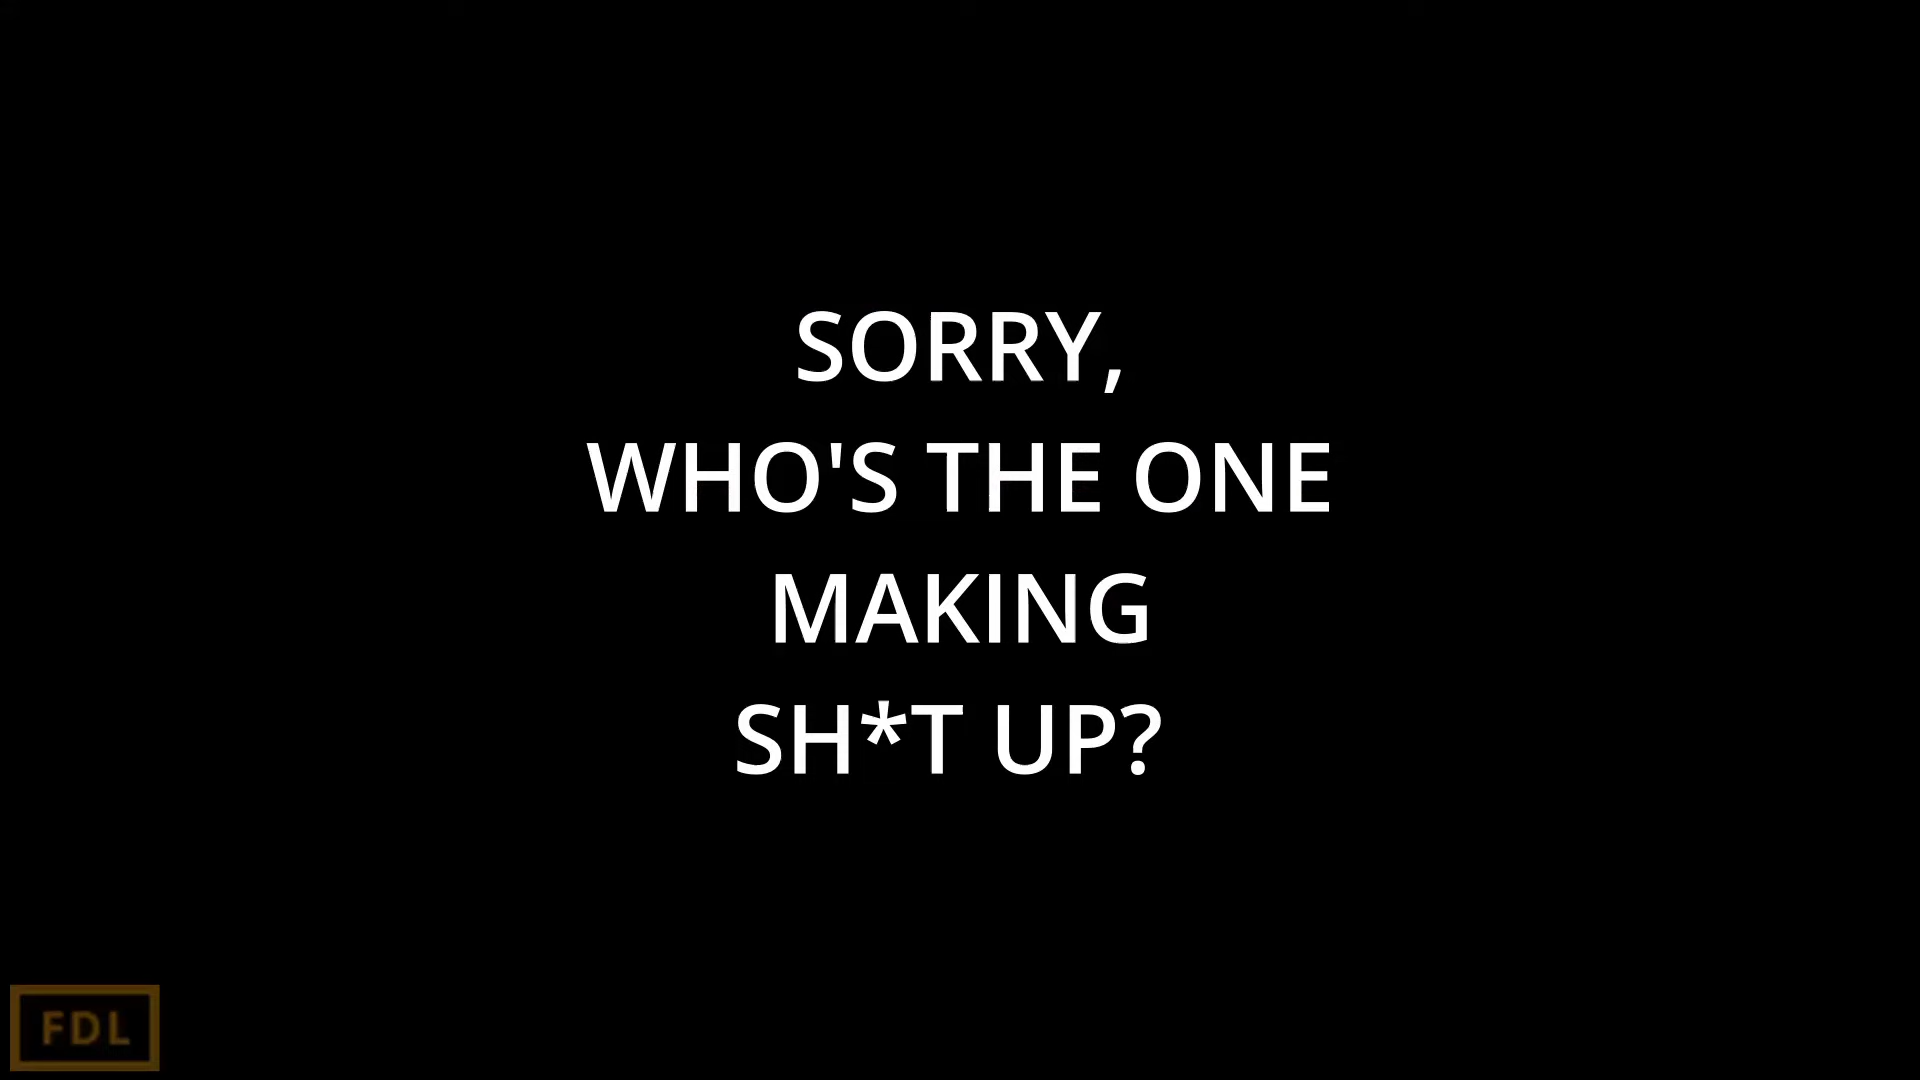 SORRY,
WHO'S THE ONE
MAKING
SH*T UP?
FDL